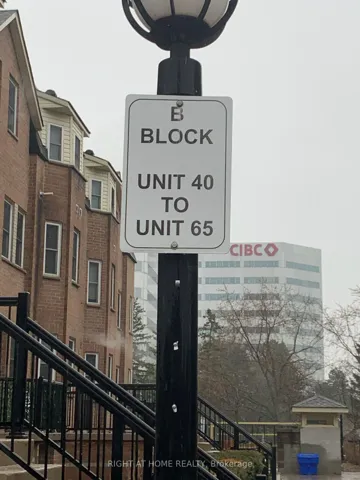 B
BLOCK
UNIT 40
TO
UNIT 65
CIBC
RIGHT AT HOME REALTY, Brokerage